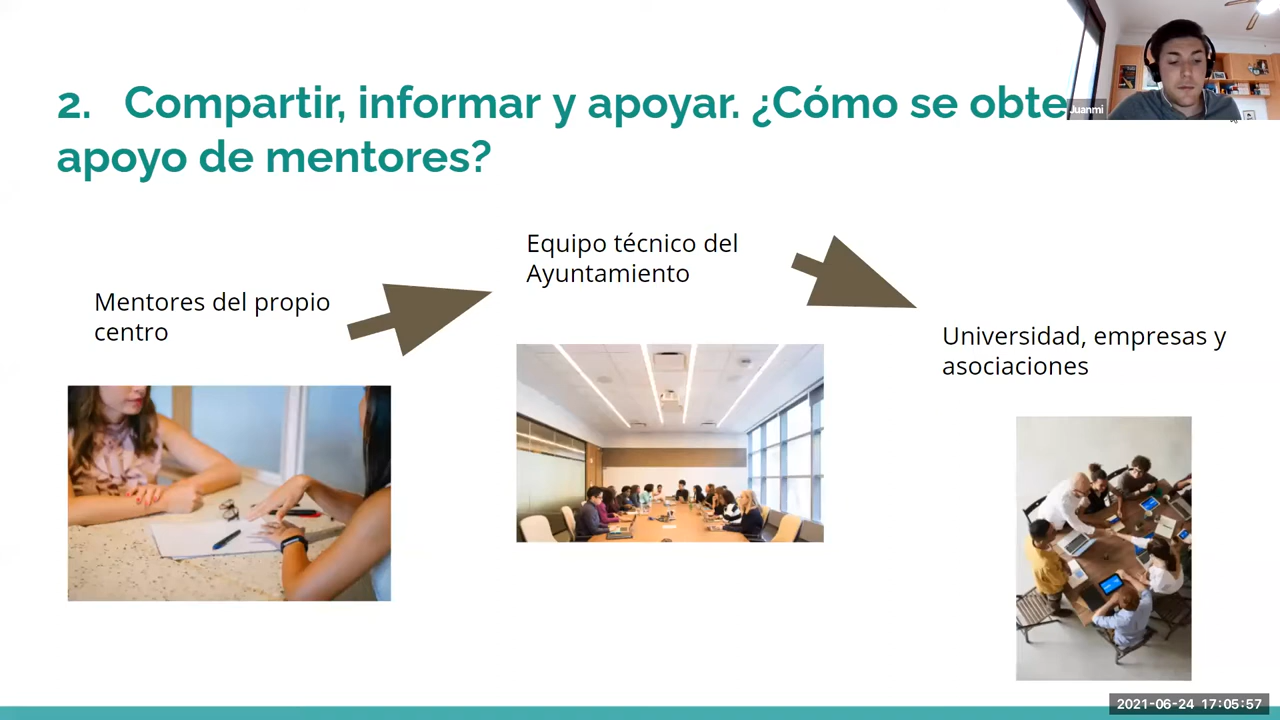 2. Compartir, informar y apoyar. ¿Cómo se obte
apoyo de mentores?
Juanmi
Equipo técnico del
Ayuntamiento
Mentores del propio
centro
Universidad, empresas y
asociaciones
2021-06-24 17:05:57